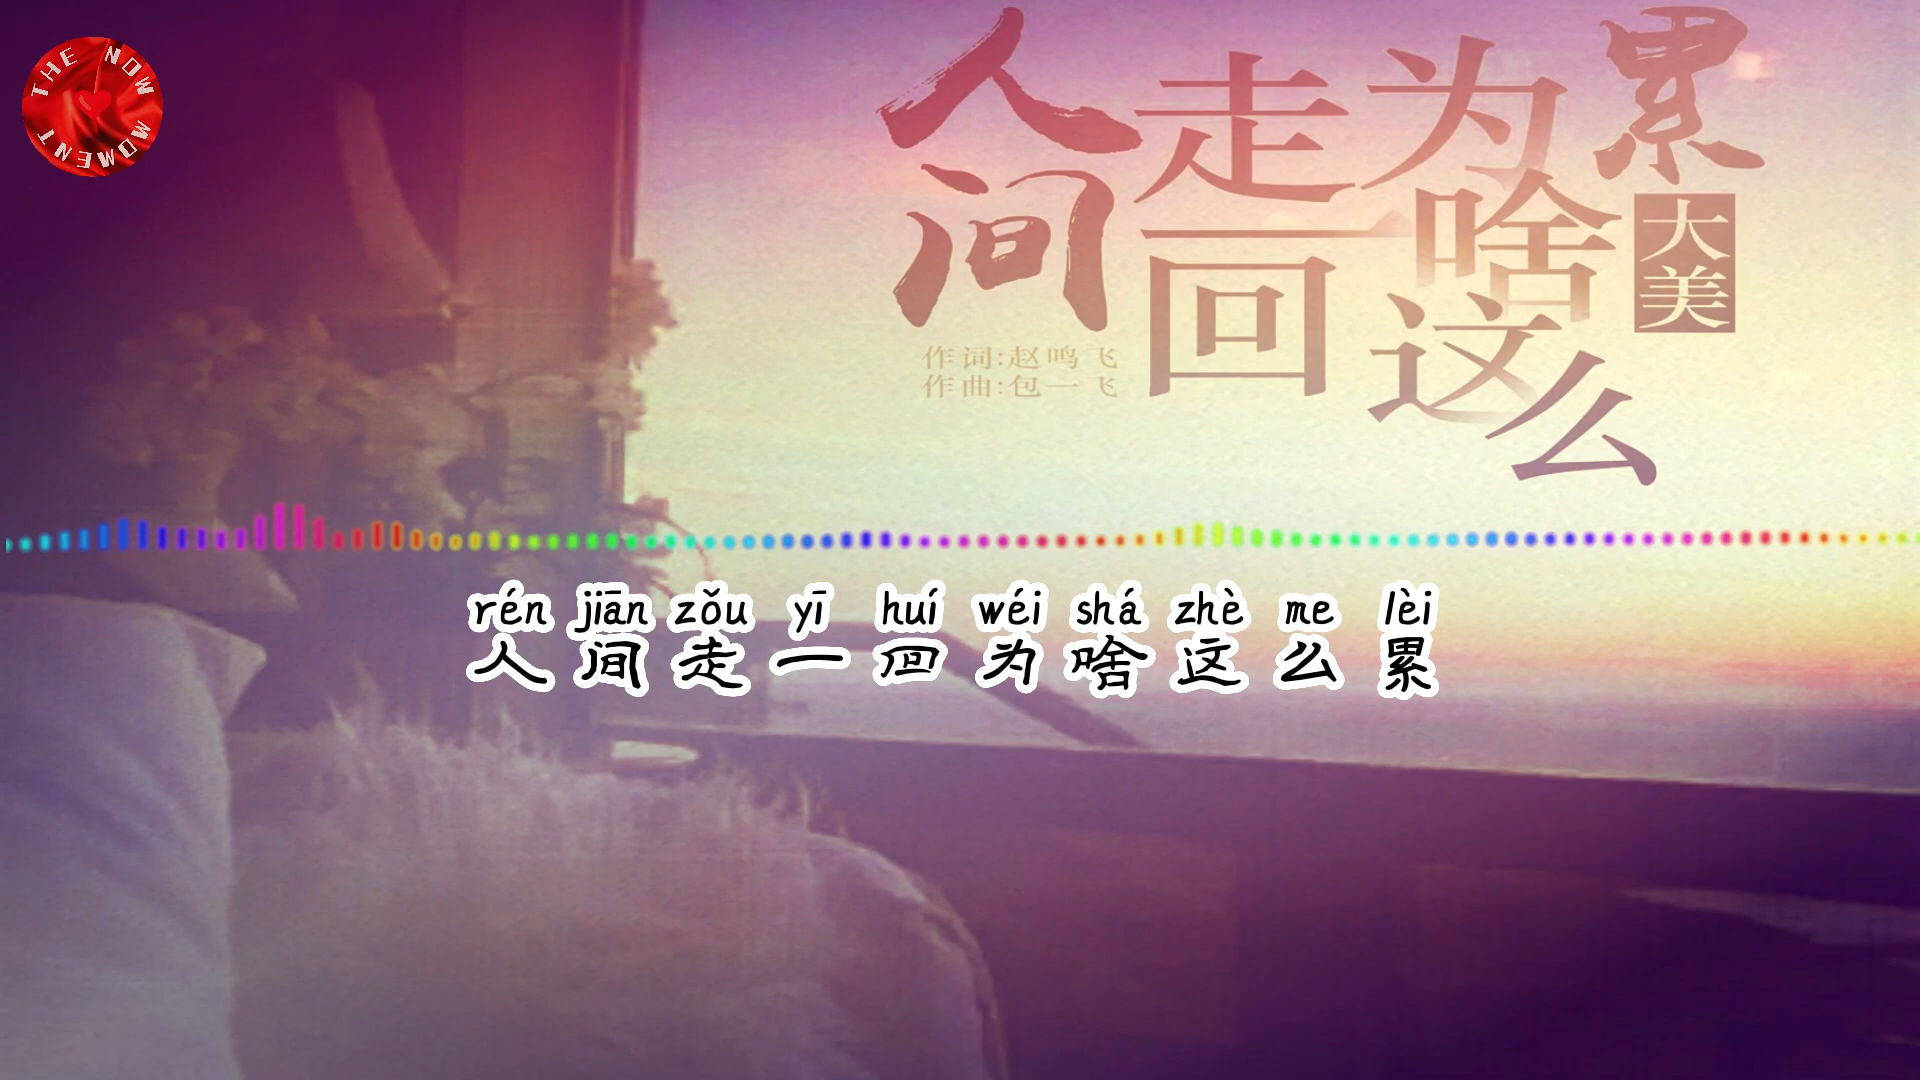 THE NOW MOMENT
人间
走一回
为啥这么
累
大美
作词:赵鸣飞
作曲:包一飞
rén jiān zǒu yī huí wéi shá zhè me lèi
人间走一回为啥这么累